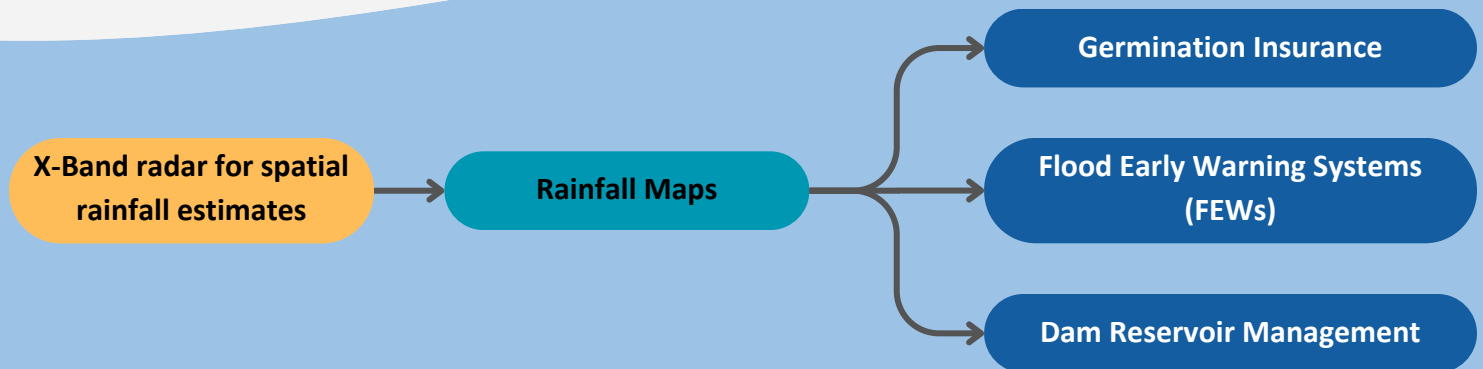 X-Band radar for spatial
rainfall estimates
Rainfall Maps
Germination Insurance
Flood Early Warning Systems
(FEWs)
Dam Reservoir Management